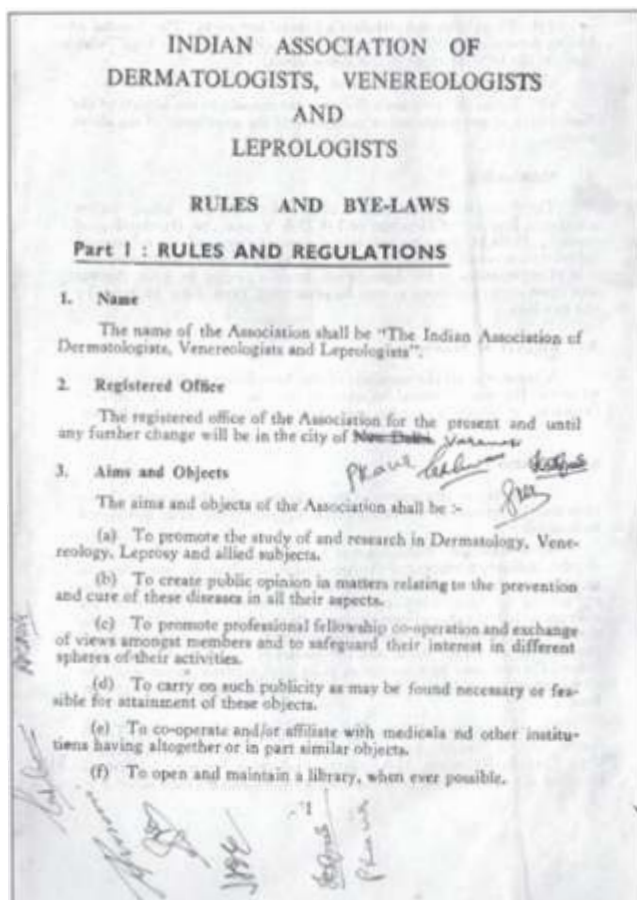 INDIAN ASSOCIATION OF
DERMATOLOGISTS, VENEREOLOGISTS
AND
LEPROLOGISTS
RULES AND BYE-LAWS
Part I : RULES AND REGULATIONS
1. Name
The name of the Association shall be "The Indian Association of
Dermatologists, Venereologists and Leprologists".
2. Registered Office
The registered office of the Association for the present and until
any further change will be in the city of New Delhi
3. Aims and Objects
The aims and objects of the Association shall be :-
(a) To promote the study of and research in Dermatology, Vene-
reology, Leprosy and allied subjects.
(b) To create public opinion in matters relating to the prevention
and cure of these diseases in all their aspects.
(c) To promote professional fellowship co-operation and exchange
of views amongst members and to safeguard their interest in different
spheres of their activities.
(d) To carry on such publicity as may be found necessary or fea-
sible for attainment of these objects.
(e) To co-operate and/or affiliate with medicala nd other institu-
tions having altogether or in part similar objects.
(f) To open and maintain a library, when ever possible.